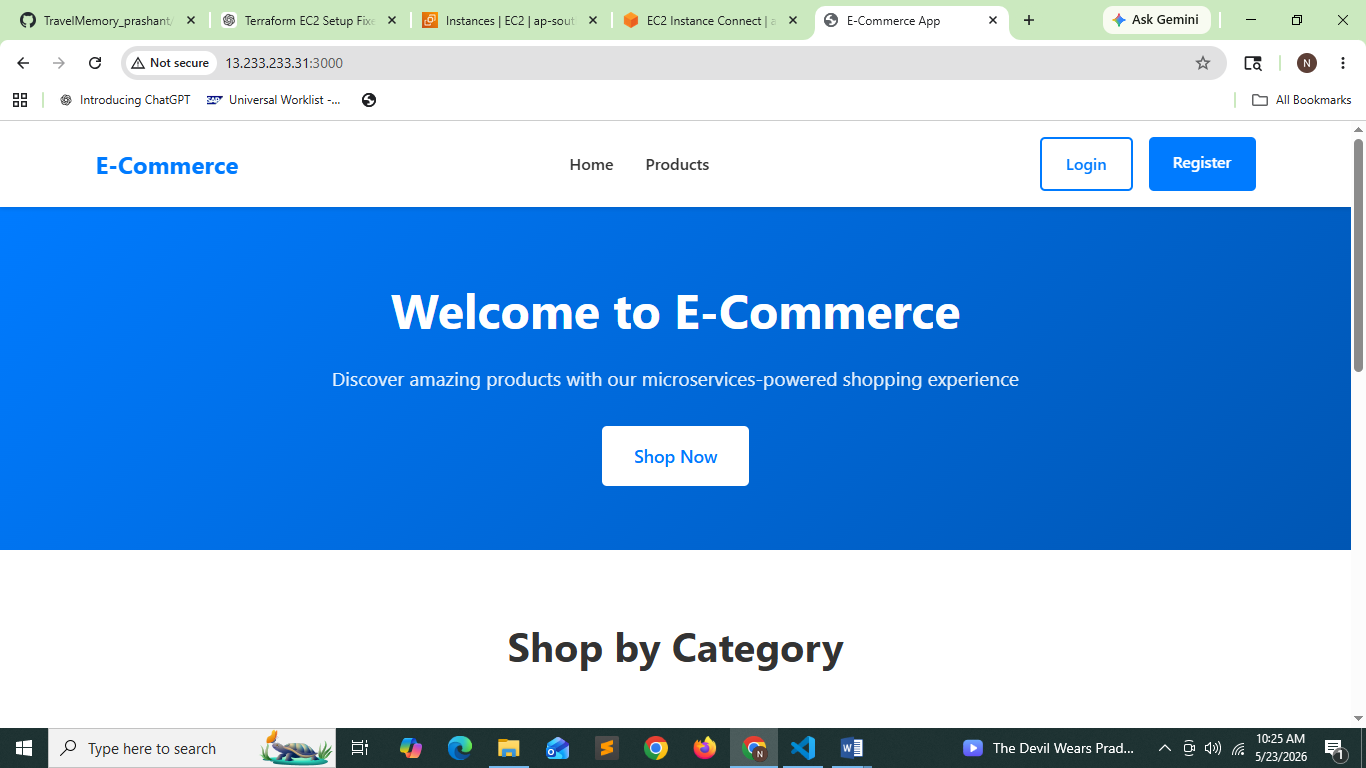 TravelMemory_prashant/
Terraform EC2 Setup Fixe
Instances | EC2 | ap-sout
EC2 Instance Connect | a
E-Commerce App
Ask Gemini
Not secure
13.233.233.31:3000
N
Introducing ChatGPT
SAP
Universal Worklist -...
All Bookmarks
E-Commerce
Home
Products
Login
Register
Welcome to E-Commerce
Discover amazing products with our microservices-powered shopping experience
Shop Now
Shop by Category
Type here to search
N
The Devil Wears Prad...
10:25 AM
5/23/2026
1